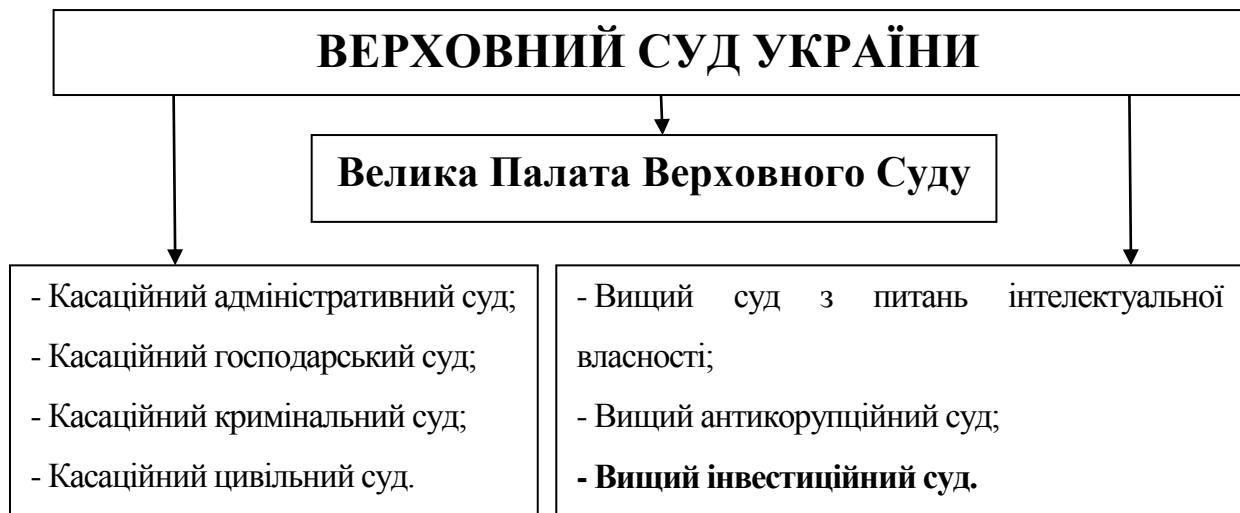 ВЕРХОВНИЙ СУД УКРАЇНИ
Велика Палата Верховного Суду
- Касаційний адміністративний суд;
- Касаційний господарський суд;
- Касаційний кримінальний суд;
- Касаційний цивільний суд.
- Вищий суд з питань інтелектуальної
власності;
- Вищий антикорупційний суд;
- Вищий інвестиційний суд.